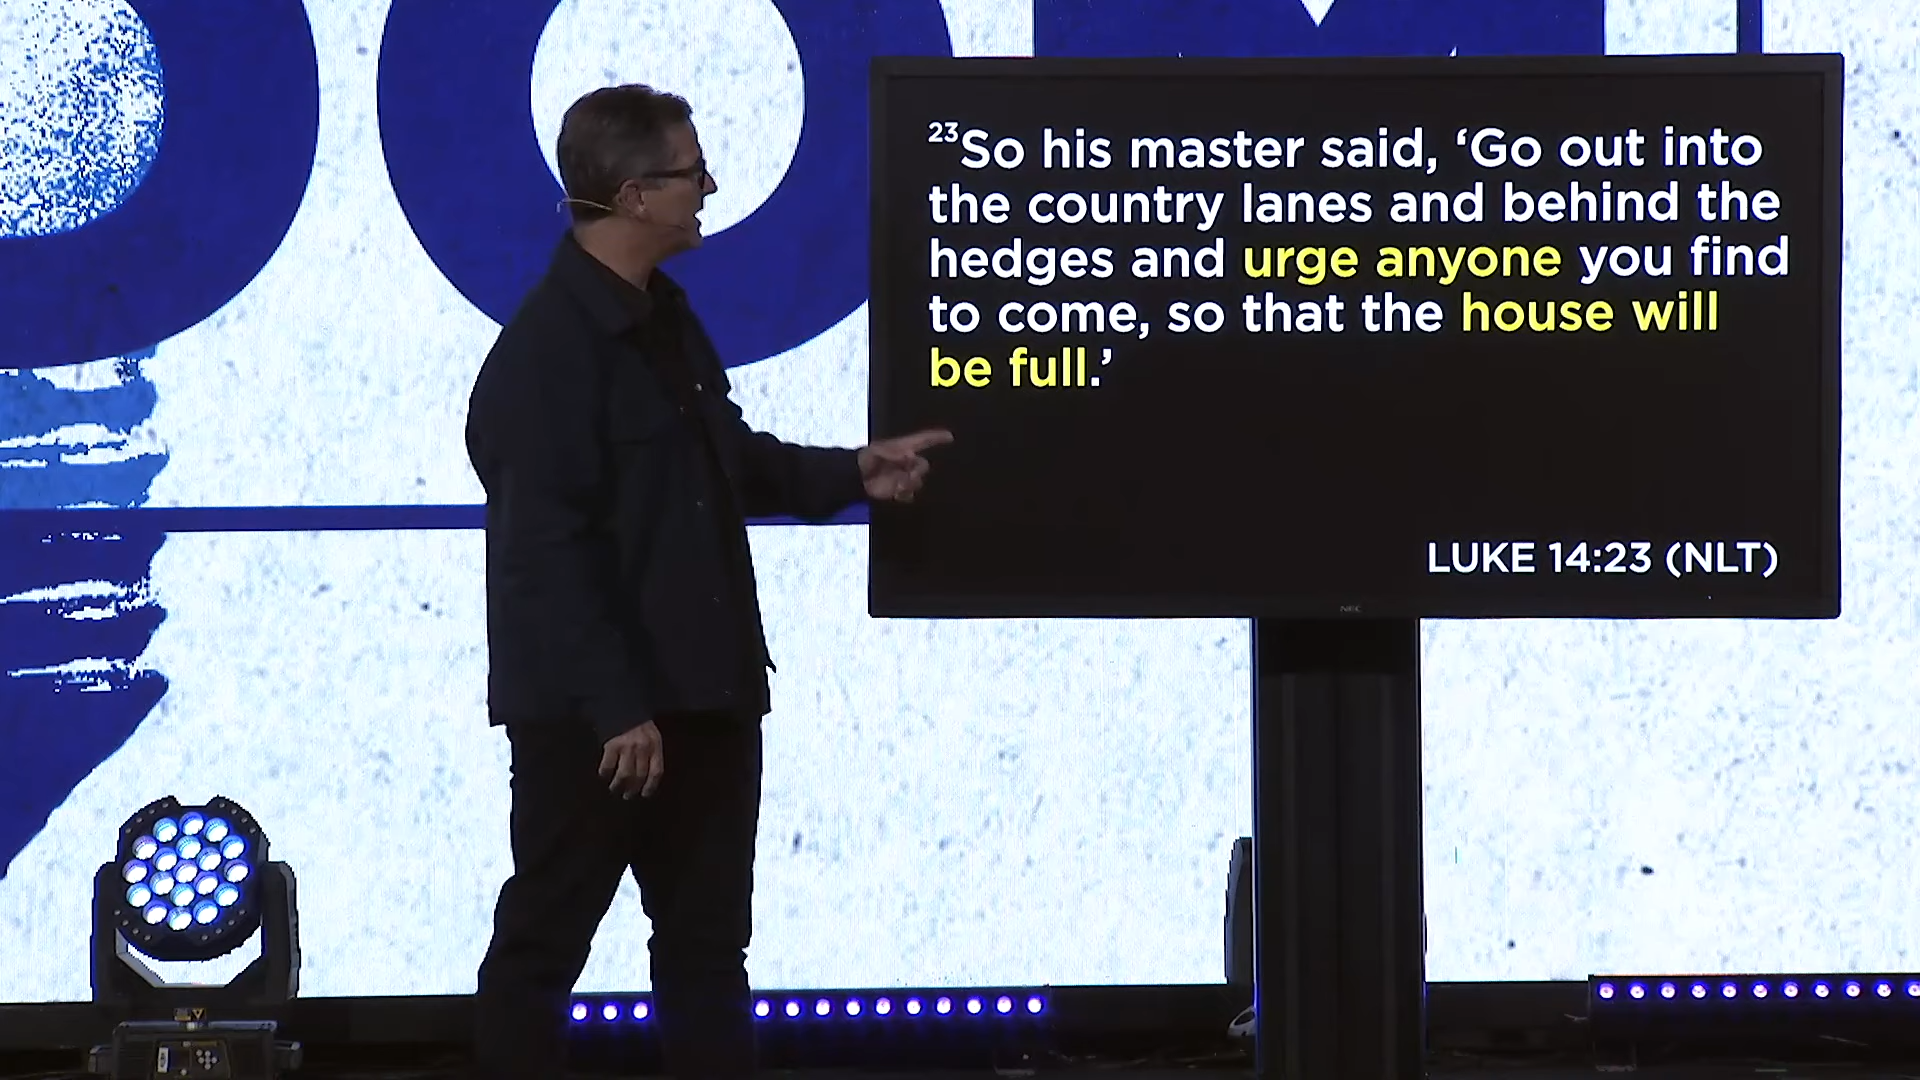 ²³So his master said, ‘Go out into
the country lanes and behind the
hedges and urge anyone you find
to come, so that the house will
be full.’
LUKE 14:23 (NLT)
NEC